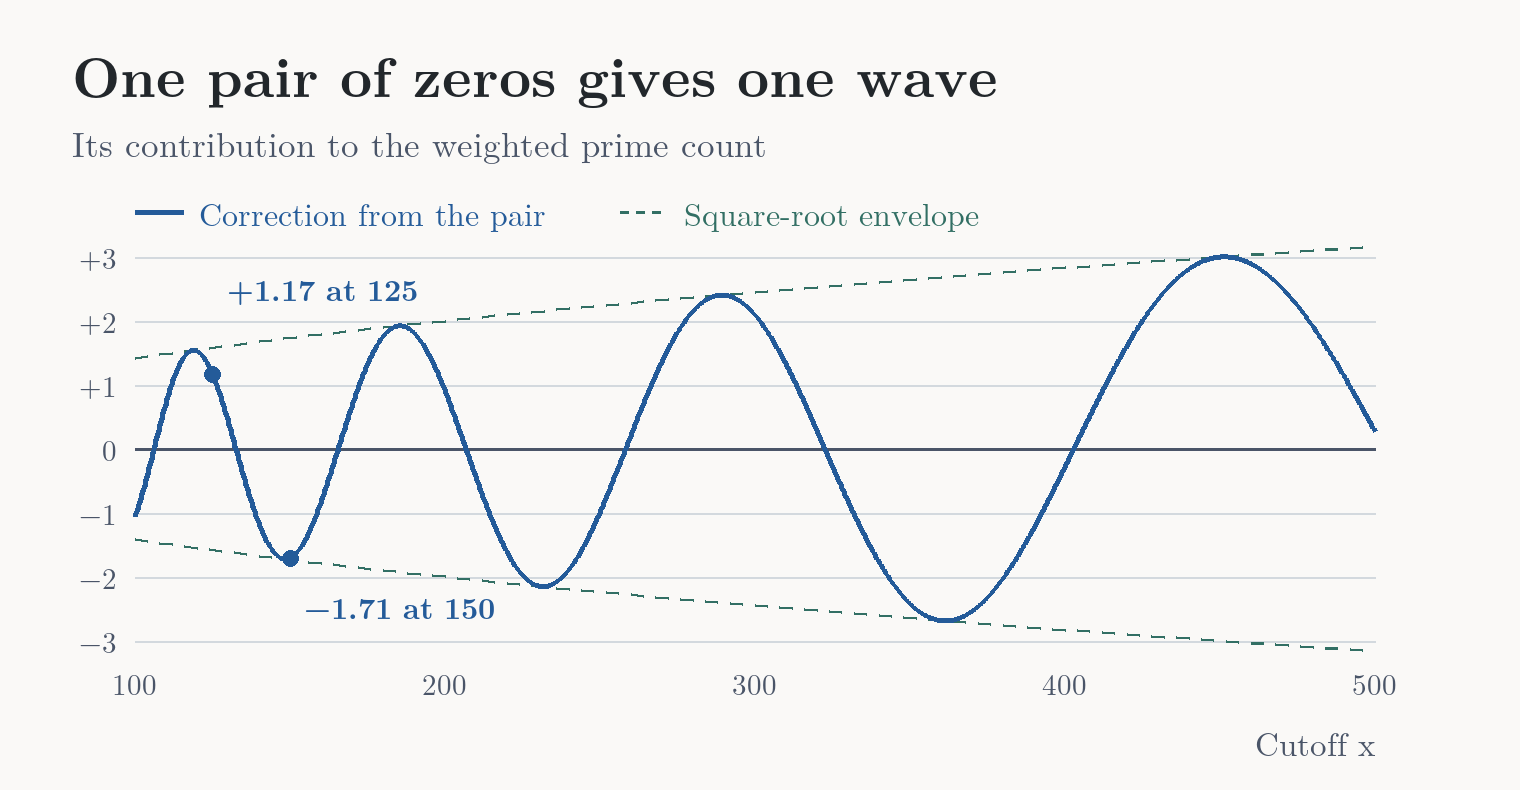 One pair of zeros gives one wave
Its contribution to the weighted prime count
Correction from the pair
Square-root envelope
+3
+1.17 at 125
+2
+1
0
−1
−2
−1.71 at 150
−3
100 200 300 400 500
Cutoff x